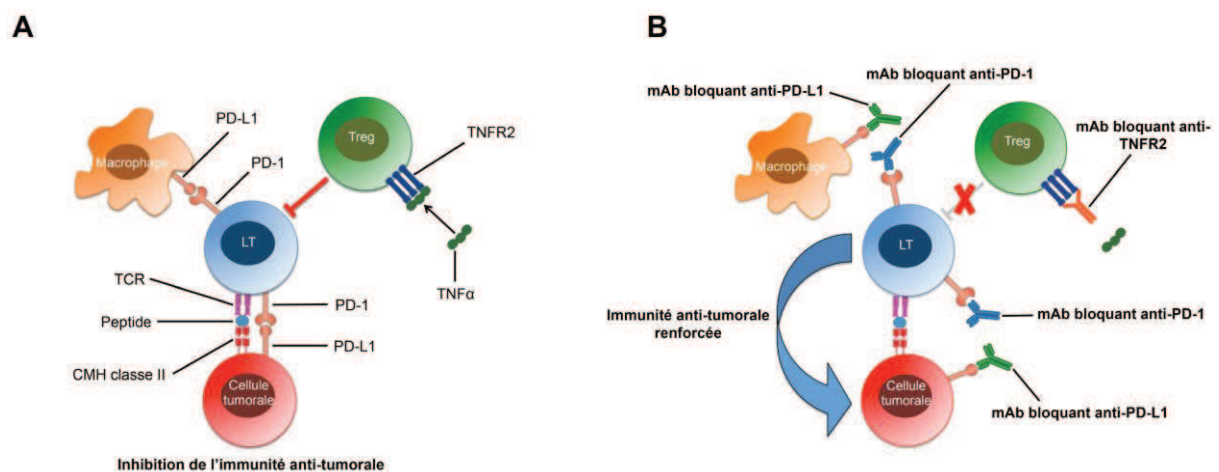 A
PD-L1
Macrophage
PD-1
Treg
TNFR2
LT
TNFα
TCR
Peptide
CMH classe II
PD-1
PD-L1
Cellule
tumorale
Inhibition de l’immunité anti-tumorale
B
mAb bloquant anti-PD-1
mAb bloquant anti-PD-L1
Macrophage
Treg
mAb bloquant anti-
TNFR2
LT
Immunité anti-tumorale
renforcée
mAb bloquant anti-PD-1
Cellule
tumorale
mAb bloquant anti-PD-L1